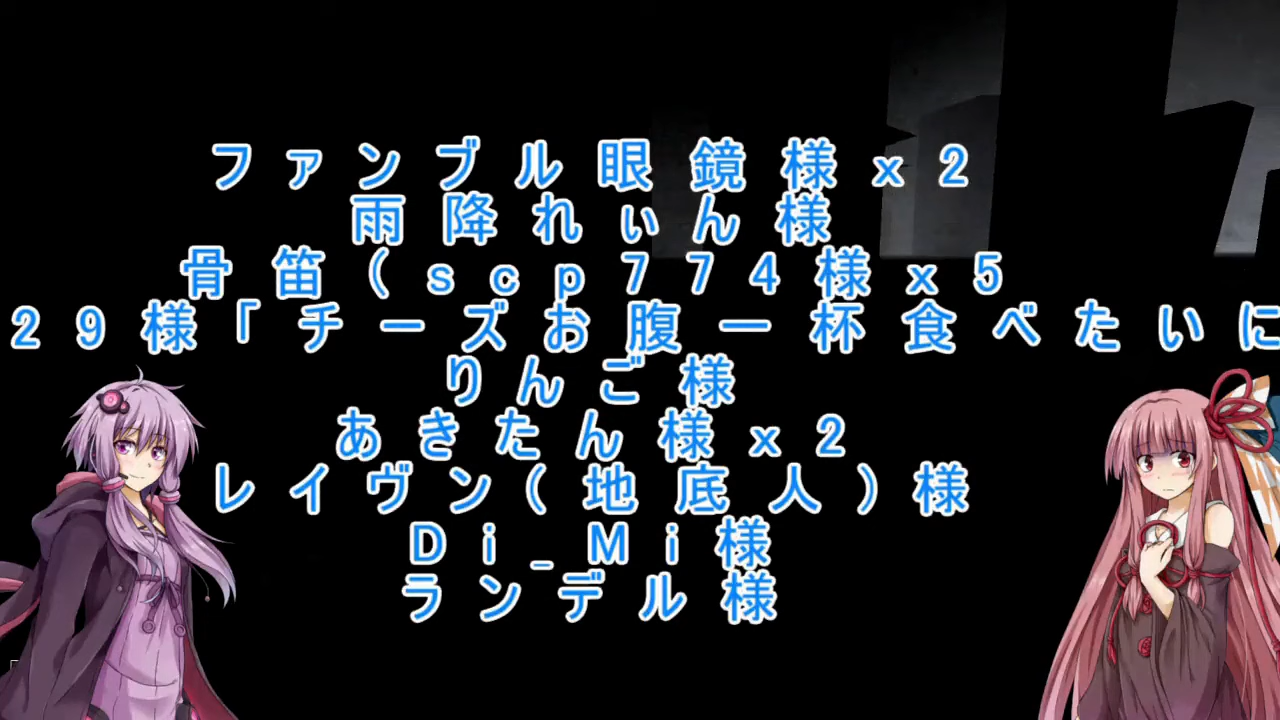 ファンブル眼鏡様x2
雨降れぃん様
骨笛(scp774様x5
29様「チーズお腹一杯食べたいに
りんご様
あきたん様x2
レイヴン(地底人)様
Di_Mi様
ランデル様